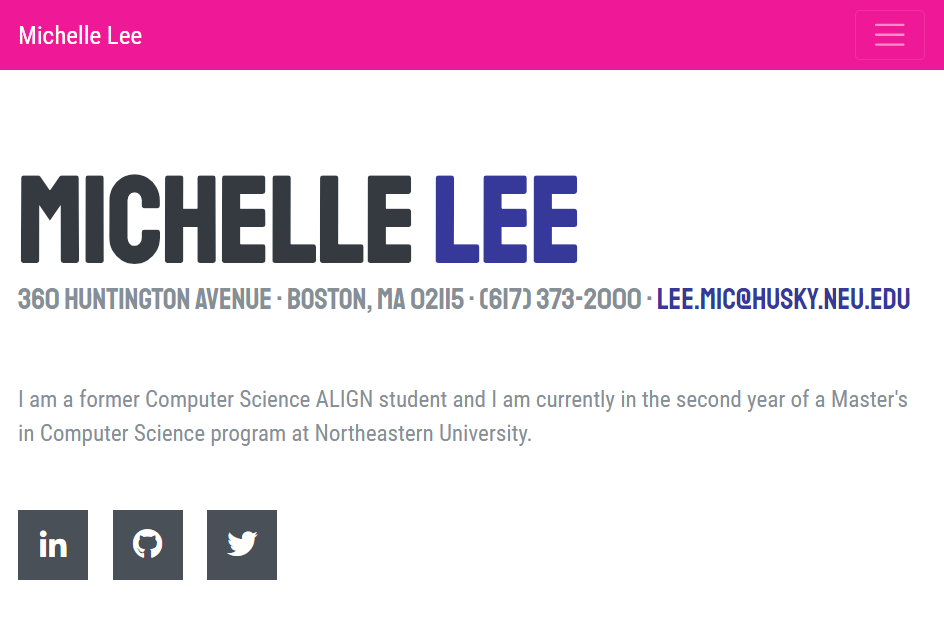 Michelle Lee
MICHELLE LEE
360 HUNTINGTON AVENUE · BOSTON, MA 02115 · (617) 373-2000 · LEE.MIC@HUSKY.NEU.EDU
I am a former Computer Science ALIGN student and I am currently in the second year of a Master's
in Computer Science program at Northeastern University.
in